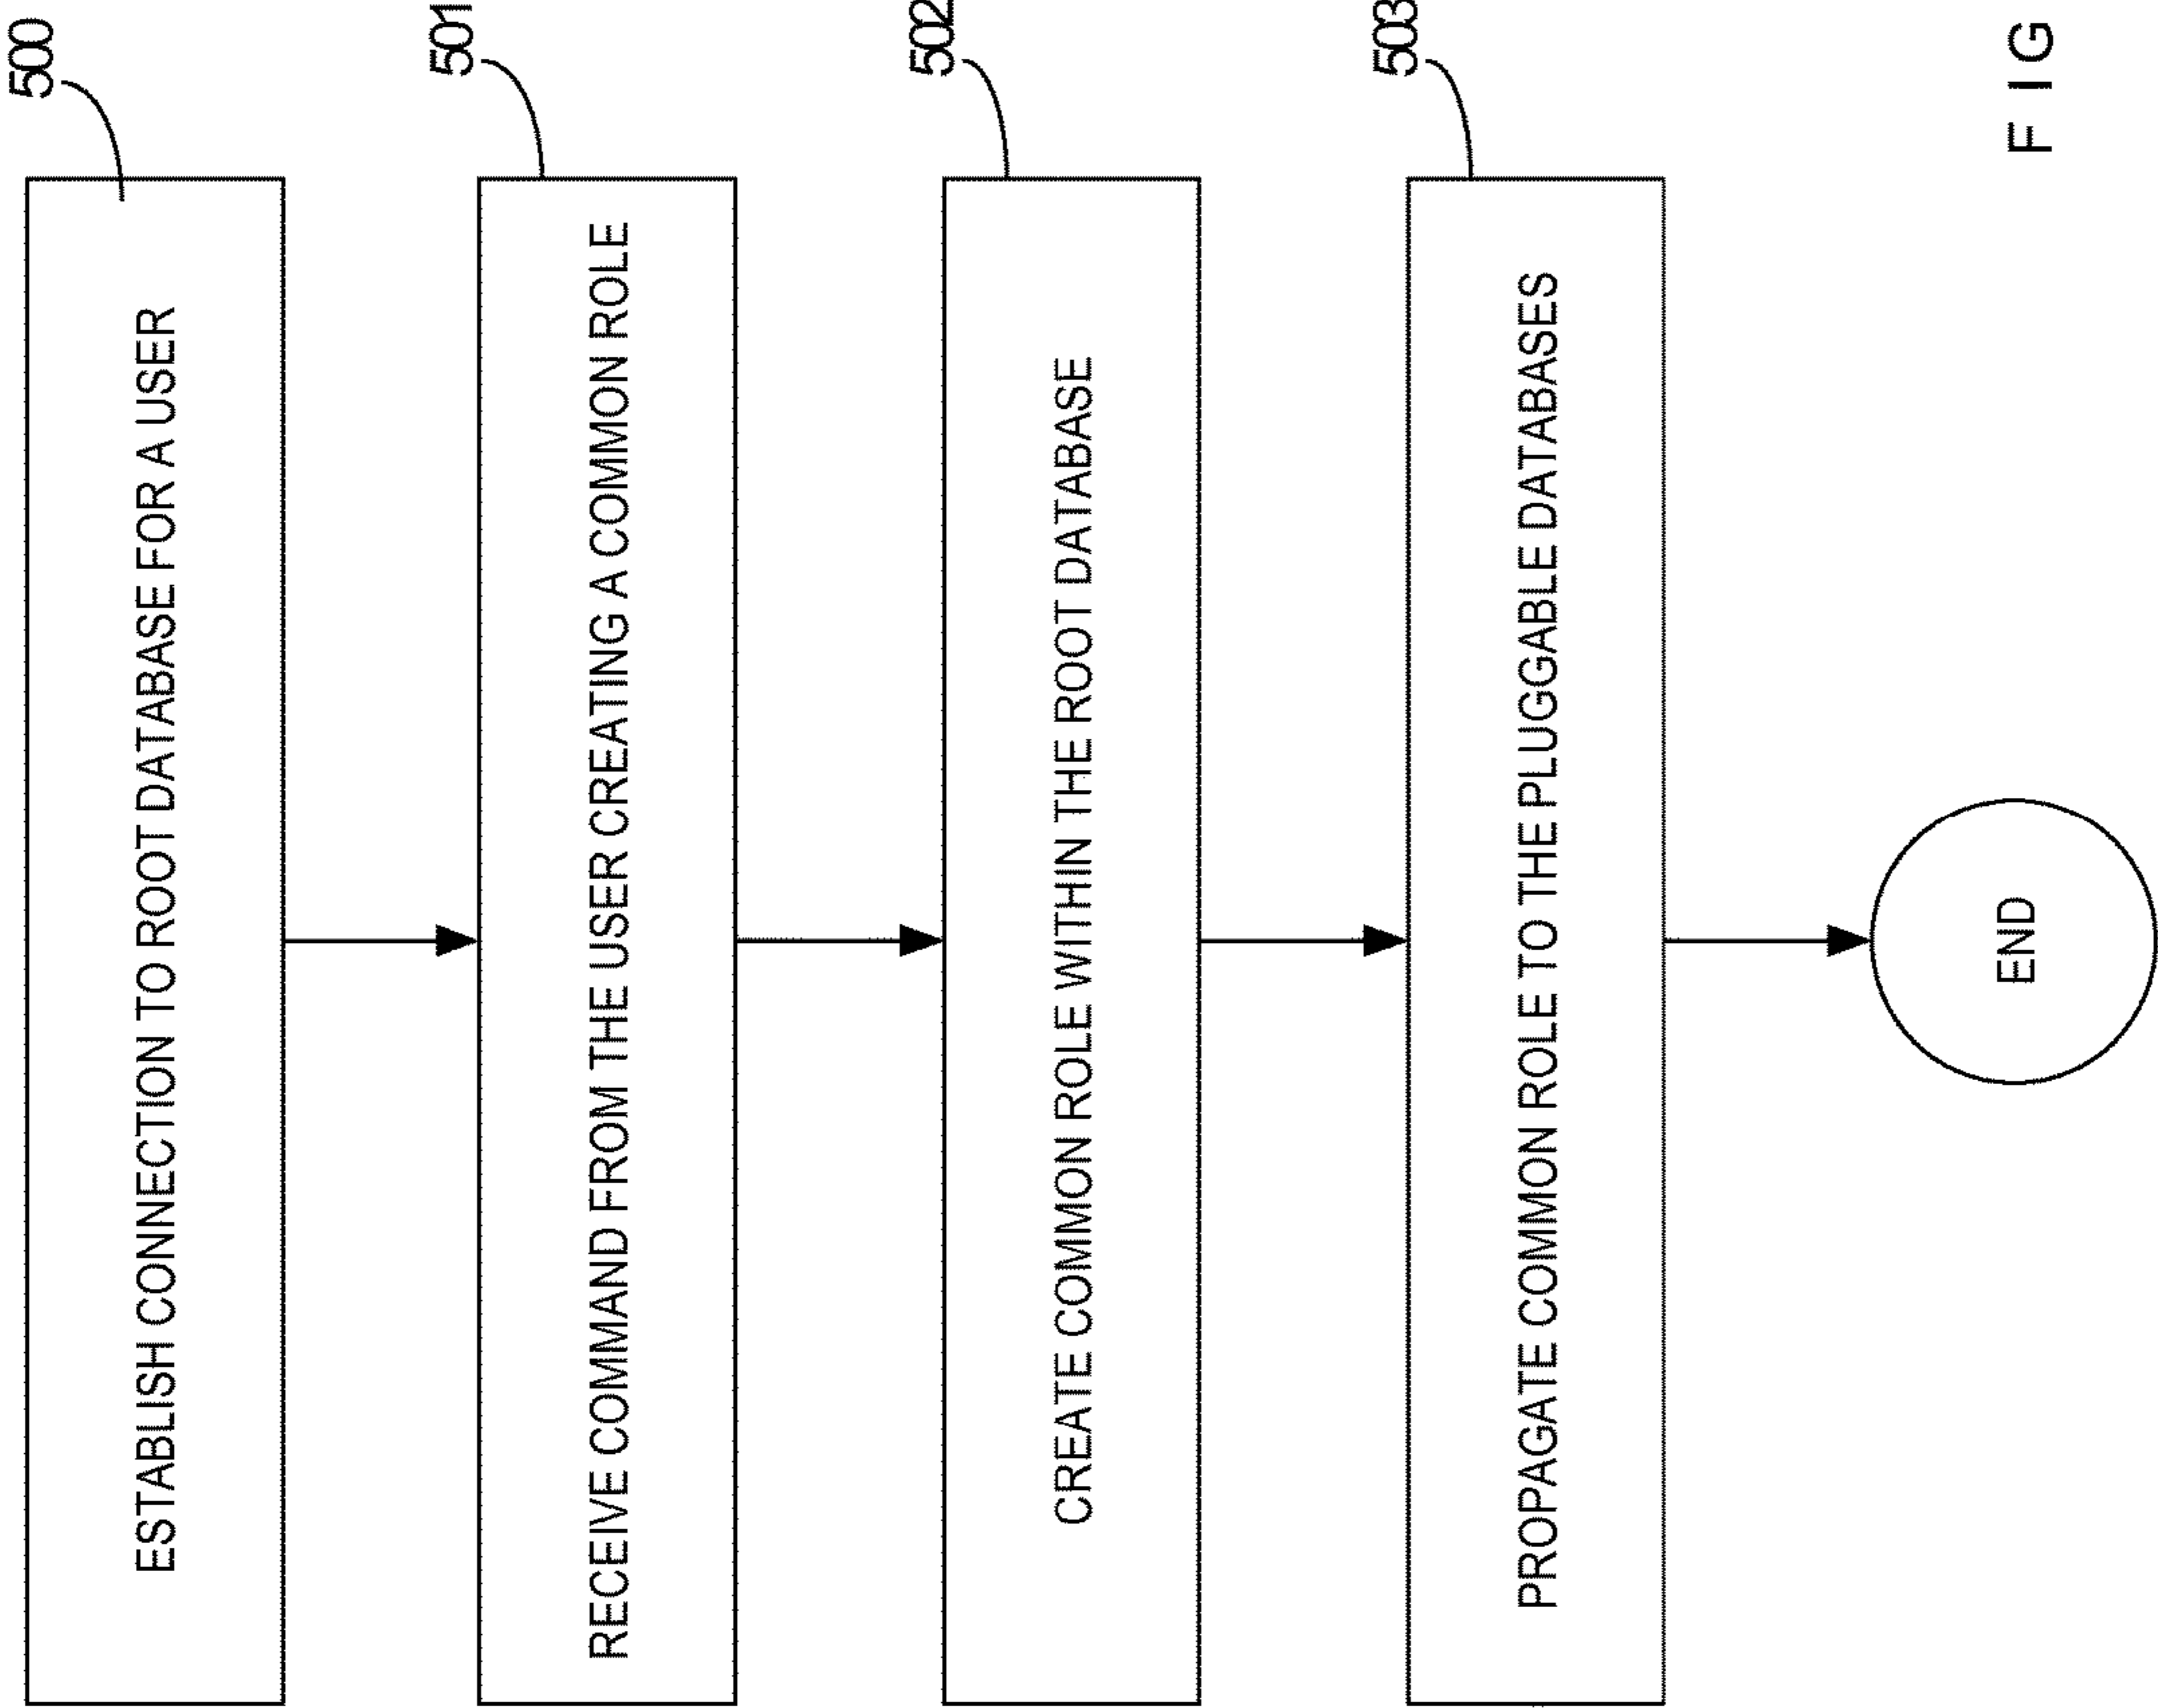 500
ESTABLISH CONNECTION TO ROOT DATABASE FOR A USER
501
RECEIVE COMMAND FROM THE USER CREATING A COMMON ROLE
502
CREATE COMMON ROLE WITHIN THE ROOT DATABASE
503
PROPAGATE COMMON ROLE TO THE PLUGGABLE DATABASES
END
FIG